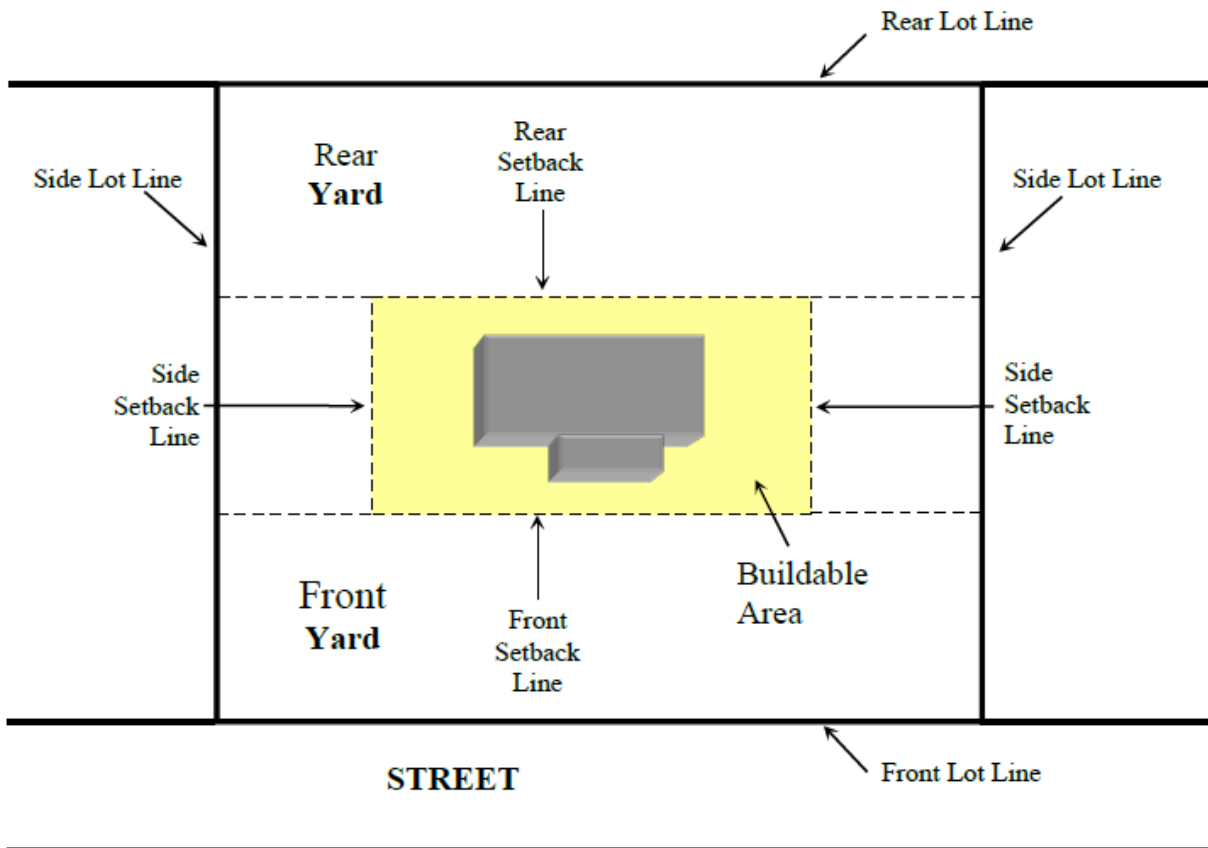 Rear Lot Line
Rear
Yard
Rear
Setback
Line
Side Lot Line
Side Lot Line
Side
Setback
Line
Side
Setback
Line
Buildable
Area
Front
Yard
Front
Setback
Line
Front Lot Line
STREET